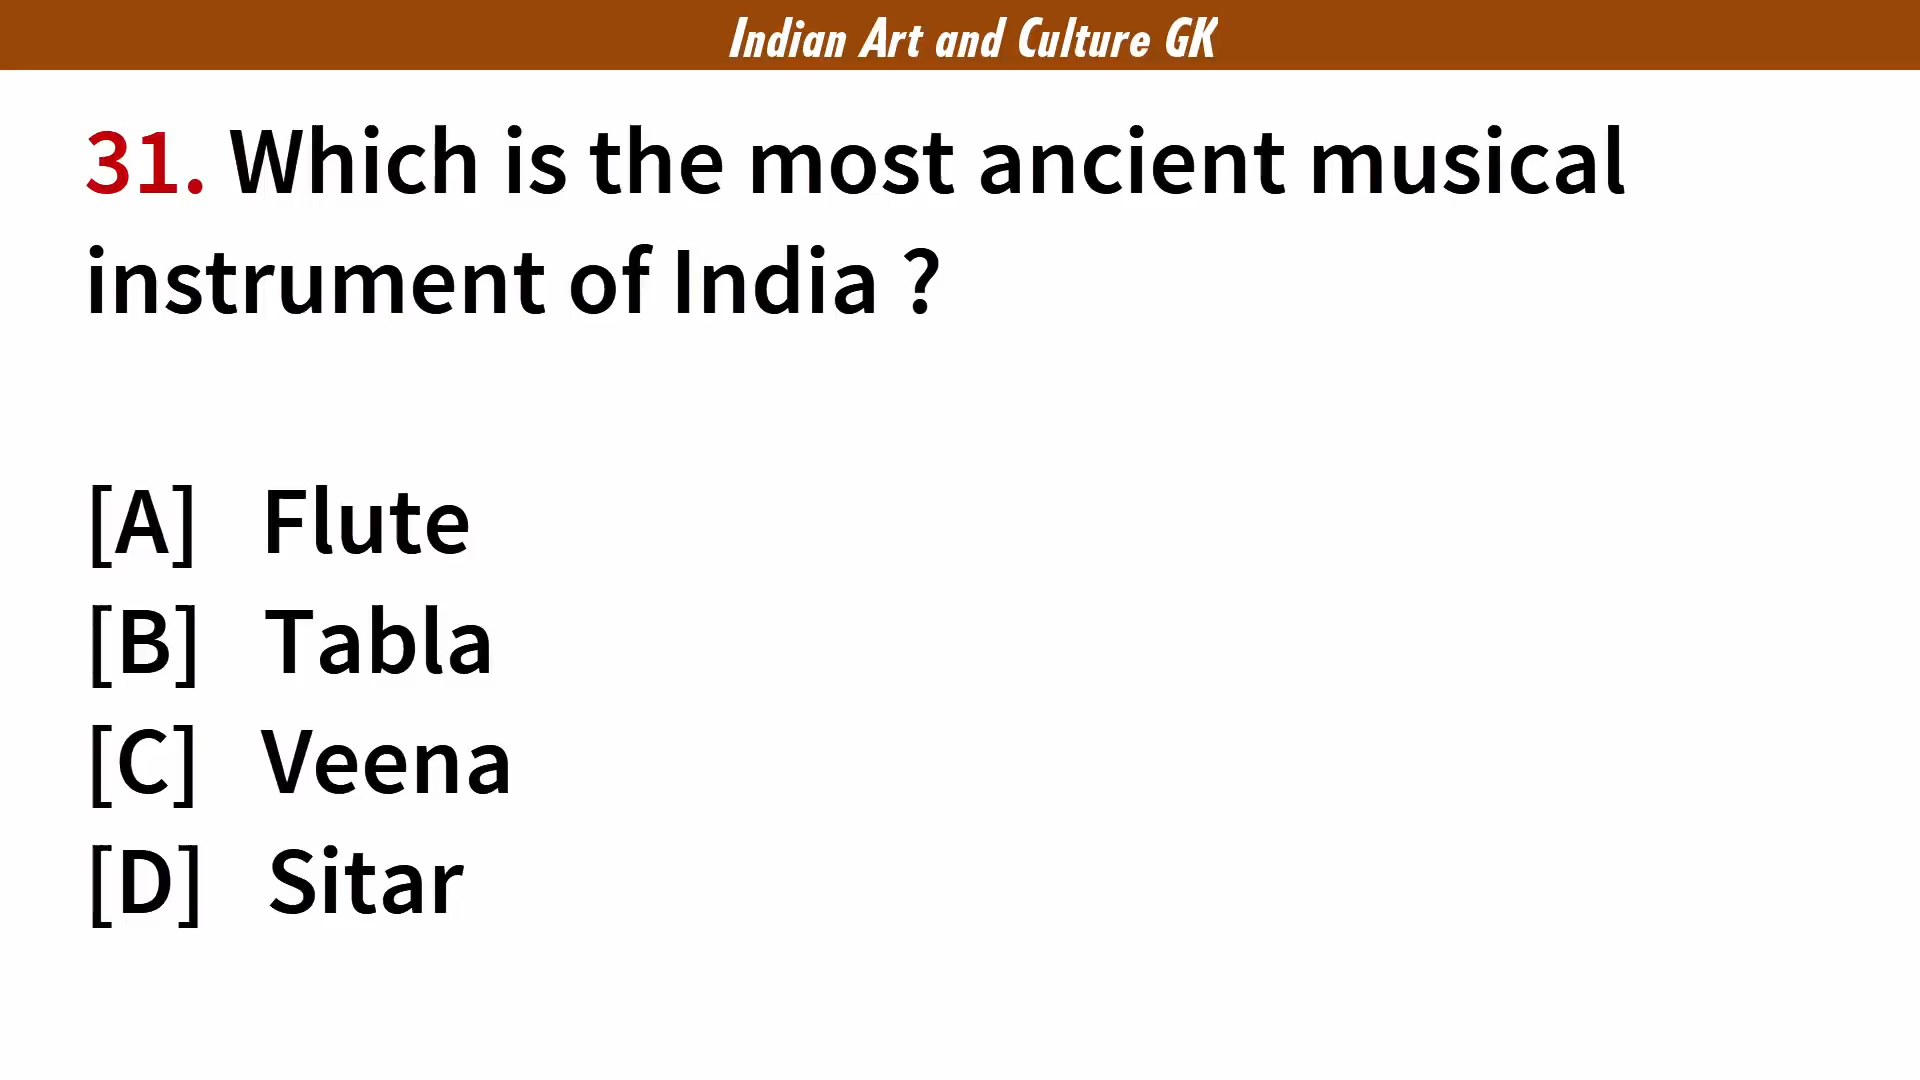 Indian Art and Culture GK
31. Which is the most ancient musical
instrument of India ?
[A] Flute
[B] Tabla
[C] Veena
[D] Sitar